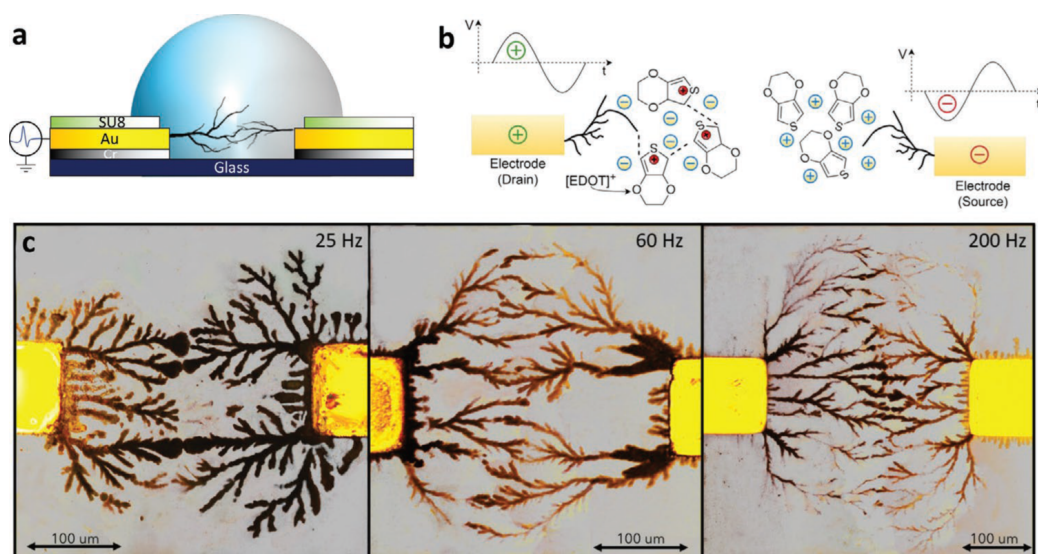 a
SU8
Au
Cr
Glass
b
V
+
t
+
Electrode
(Drain)
[EDOT]+
V
−
t
−
Electrode
(Source)
O
O
S
+
−
c
25 Hz
60 Hz
200 Hz
100 um
100 um
100 um